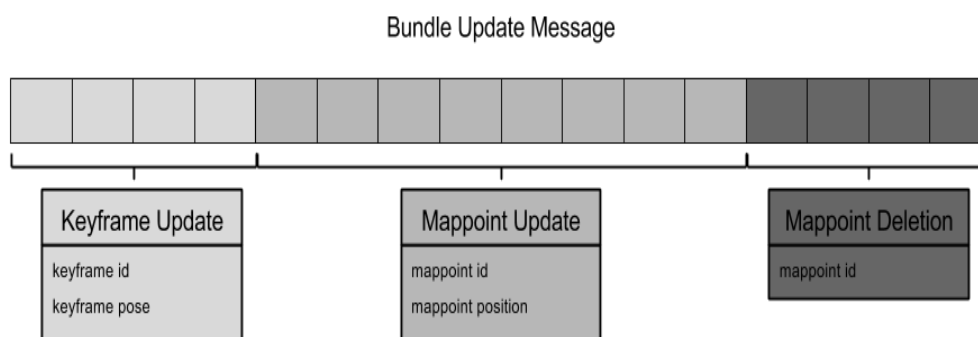 Bundle Update Message
Keyframe Update
keyframe id
keyframe pose
Mappoint Update
mappoint id
mappoint position
Mappoint Deletion
mappoint id